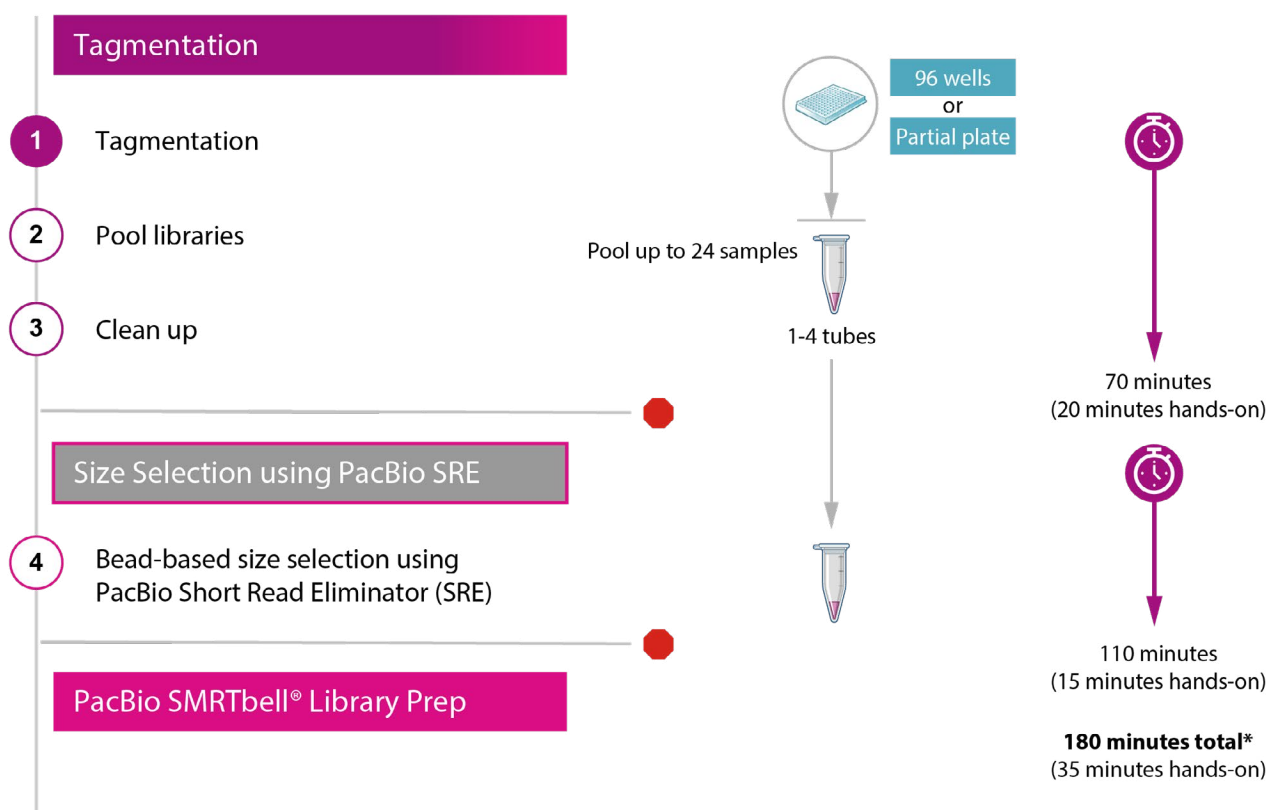 Tagmentation
96 wells
or
Partial plate
1
Tagmentation
2
Pool libraries
Pool up to 24 samples
3
Clean up
1-4 tubes
70 minutes
(20 minutes hands-on)
Size Selection using PacBio SRE
4
Bead-based size selection using
PacBio Short Read Eliminator (SRE)
110 minutes
(15 minutes hands-on)
PacBio SMRTbell® Library Prep
180 minutes total*
(35 minutes hands-on)